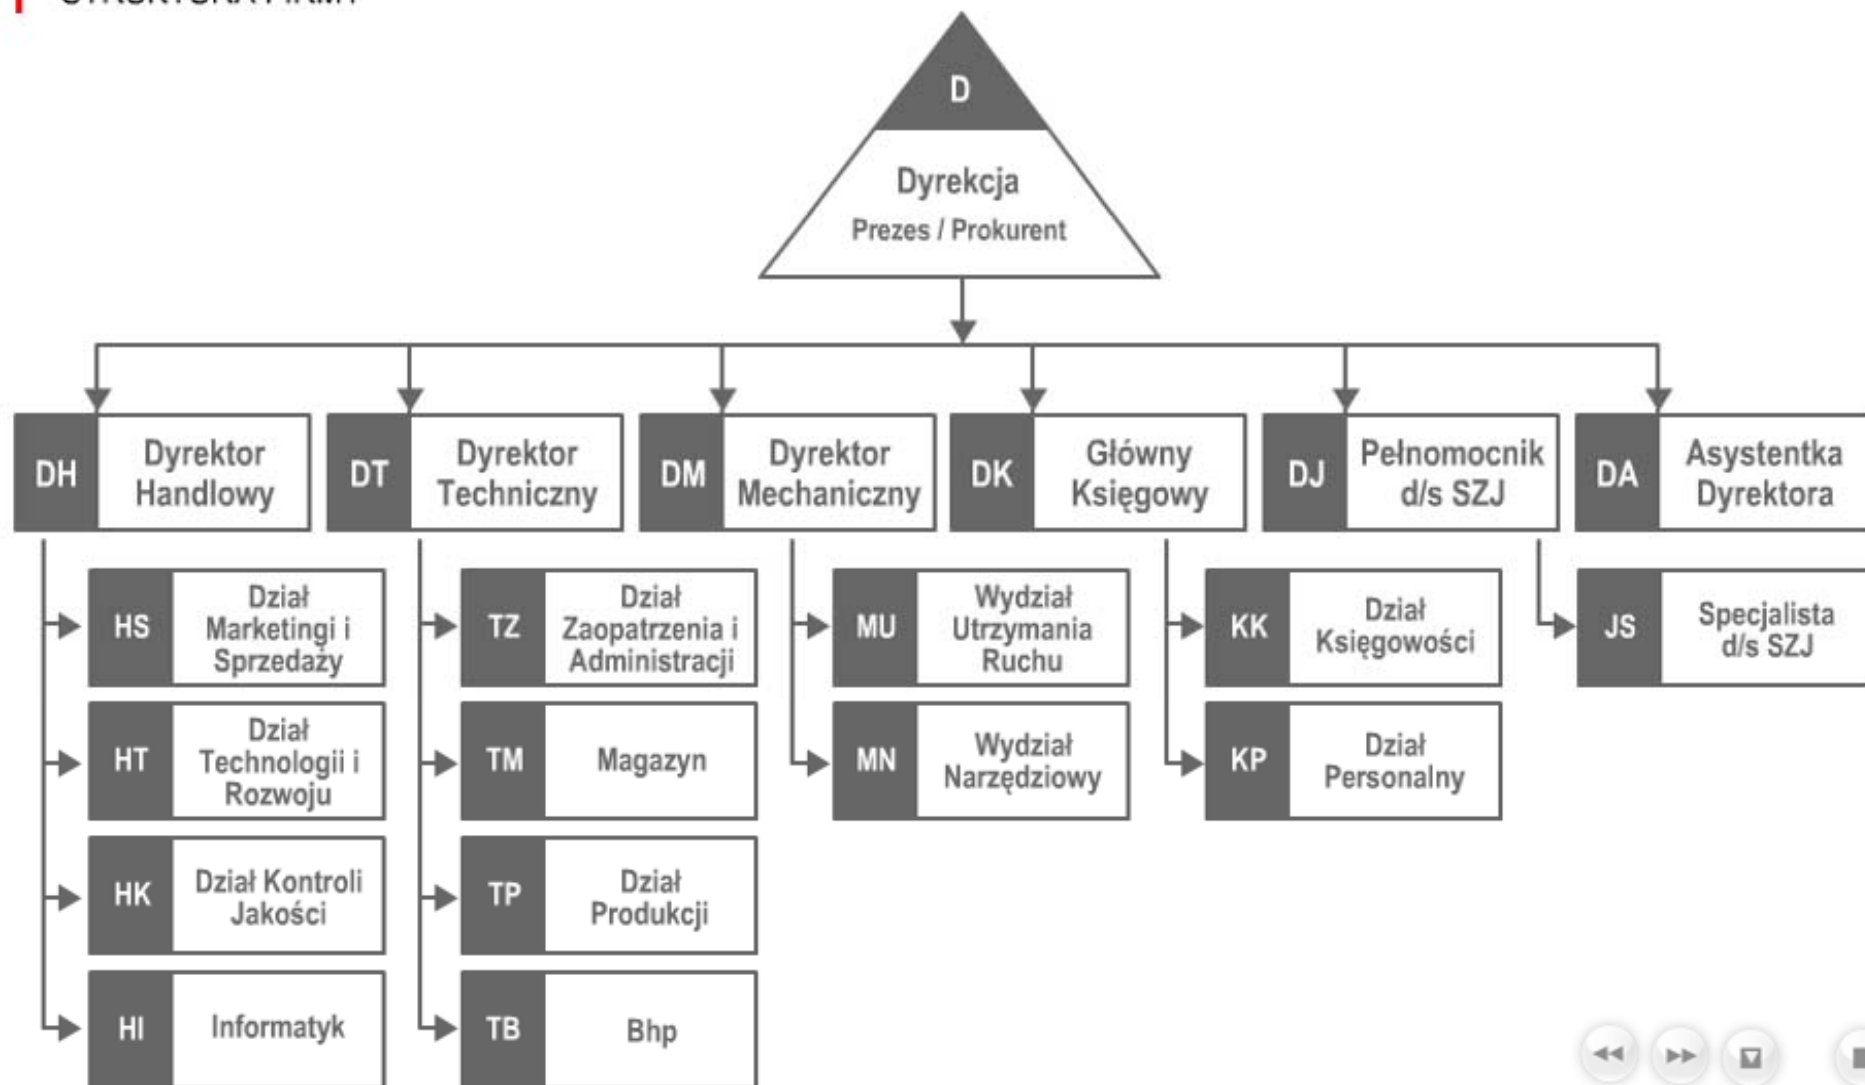 STRUKTURA FIRMY
D
Dyrekcja
Prezes / Prokurent
DH
Dyrektor
Handlowy
DT
Dyrektor
Techniczny
DM
Dyrektor
Mechaniczny
DK
Główny
Księgowy
DJ
Pełnomocnik
d/s SZJ
DA
Asystentka
Dyrektora
HS
Dział
Marketingi i
Sprzedaży
TZ
Dział
Zaopatrzenia i
Administracji
MU
Wydział
Utrzymania
Ruchu
KK
Dział
Księgowości
JS
Specjalista
d/s SZJ
HT
Dział
Technologii i
Rozwoju
TM
Magazyn
MN
Wydział
Narzędziowy
KP
Dział
Personalny
HK
Dział Kontroli
Jakości
TP
Dział
Produkcji
HI
Informatyk
TB
Bhp